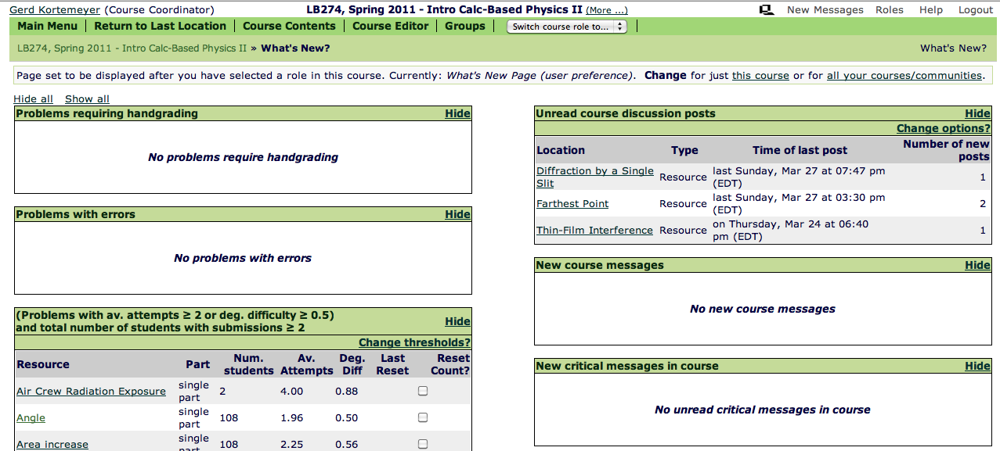 Gerd Kortemeyer (Course Coordinator) LB274, Spring 2011 - Intro Calc-Based Physics II (More ...) New Messages Roles Help Logout
Main Menu Return to Last Location Course Contents Course Editor Groups Switch course role to...
LB274, Spring 2011 - Intro Calc-Based Physics II » What's New? What's New?
Page set to be displayed after you have selected a role in this course. Currently: What's New Page (user preference). Change for just this course or for all your courses/communities.
Hide all Show all
Problems requiring handgrading Hide
No problems require handgrading
Problems with errors Hide
No problems with errors
(Problems with av. attempts ≥ 2 or deg. difficulty ≥ 0.5)
and total number of students with submissions ≥ 2 Hide
Change thresholds?
Resource Part Num. students Av. Attempts Deg. Diff Last Reset Reset Count?
Air Crew Radiation Exposure single part 2 4.00 0.88
Angle single part 108 1.96 0.50
Area increase single part 108 2.25 0.56
Unread course discussion posts Hide
Change options?
Location Type Time of last post Number of new posts
Diffraction by a Single Slit Resource last Sunday, Mar 27 at 07:47 pm (EDT) 1
Farthest Point Resource last Sunday, Mar 27 at 03:30 pm (EDT) 2
Thin-Film Interference Resource on Thursday, Mar 24 at 06:40 pm (EDT) 1
New course messages Hide
No new course messages
New critical messages in course Hide
No unread critical messages in course